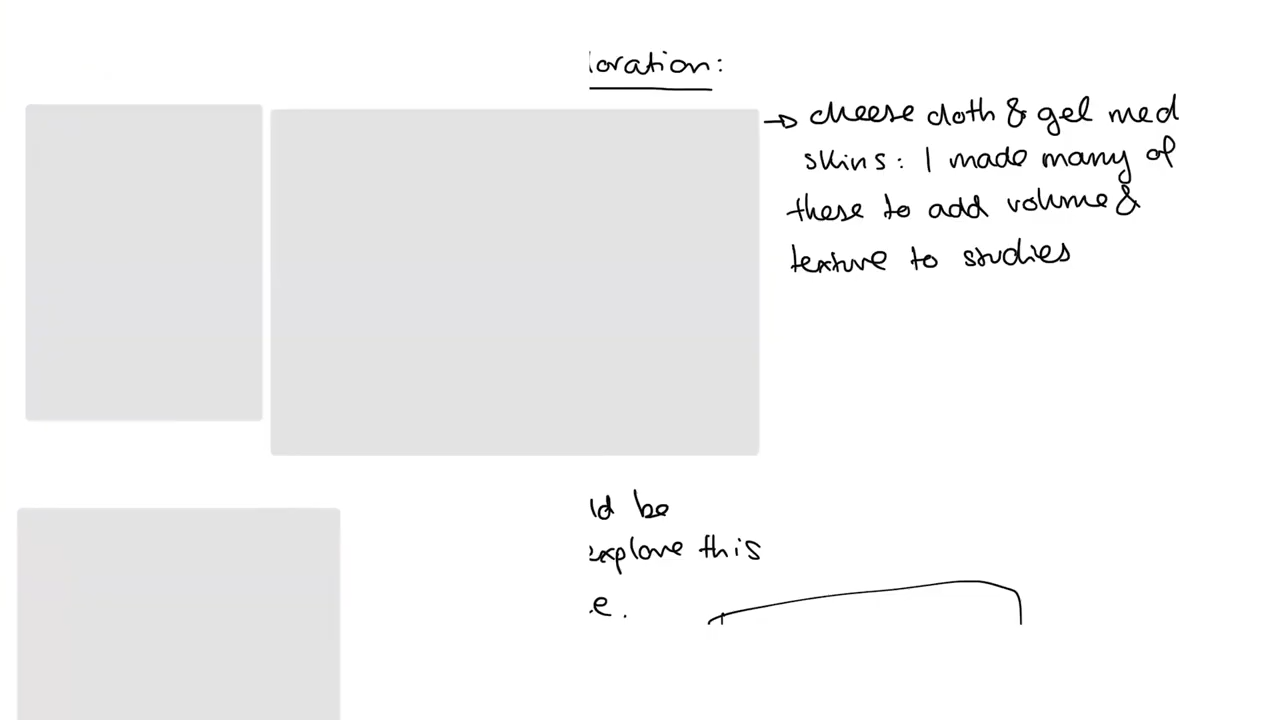 loration:
→ cheese cloth & gel med
skins: I made many of
these to add volume &
texture to studies
ld be
explore this
e.